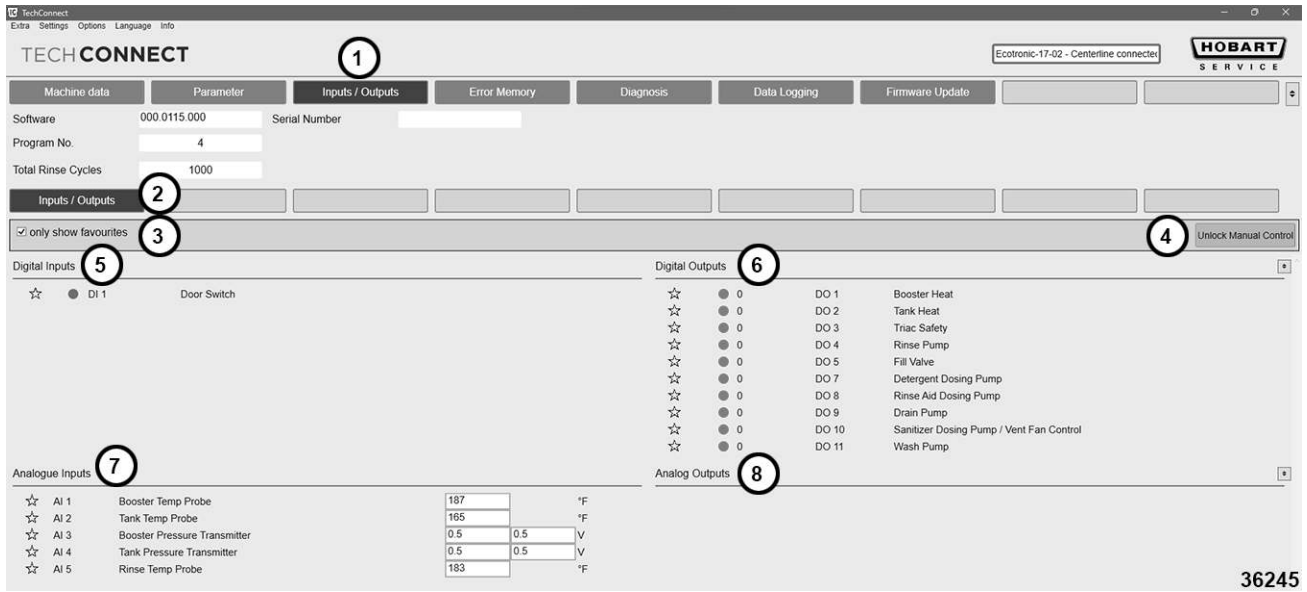 TechConnect
Extra Settings Options Language Info
TECHCONNECT
1
Ecotronic-17-02 - Centerline connected
HOBART
SERVICE
Machine data Parameter Inputs / Outputs Error Memory Diagnosis Data Logging Firmware Update
Software 000.0115.000 Serial Number
Program No. 4
Total Rinse Cycles 1000
Inputs / Outputs 2
only show favourites 3 4 Unlock Manual Control
Digital Inputs 5 Digital Outputs 6
DI 1 Door Switch 0 DO 1 Booster Heat
0 DO 2 Tank Heat
0 DO 3 Triac Safety
0 DO 4 Rinse Pump
0 DO 5 Fill Valve
0 DO 7 Detergent Dosing Pump
0 DO 8 Rinse Aid Dosing Pump
0 DO 9 Drain Pump
0 DO 10 Sanitizer Dosing Pump / Vent Fan Control
0 DO 11 Wash Pump
Analogue Inputs 7 Analog Outputs 8
AI 1 Booster Temp Probe 187 °F
AI 2 Tank Temp Probe 165 °F
AI 3 Booster Pressure Transmitter 0.5 0.5 V
AI 4 Tank Pressure Transmitter 0.5 0.5 V
AI 5 Rinse Temp Probe 183 °F
36245